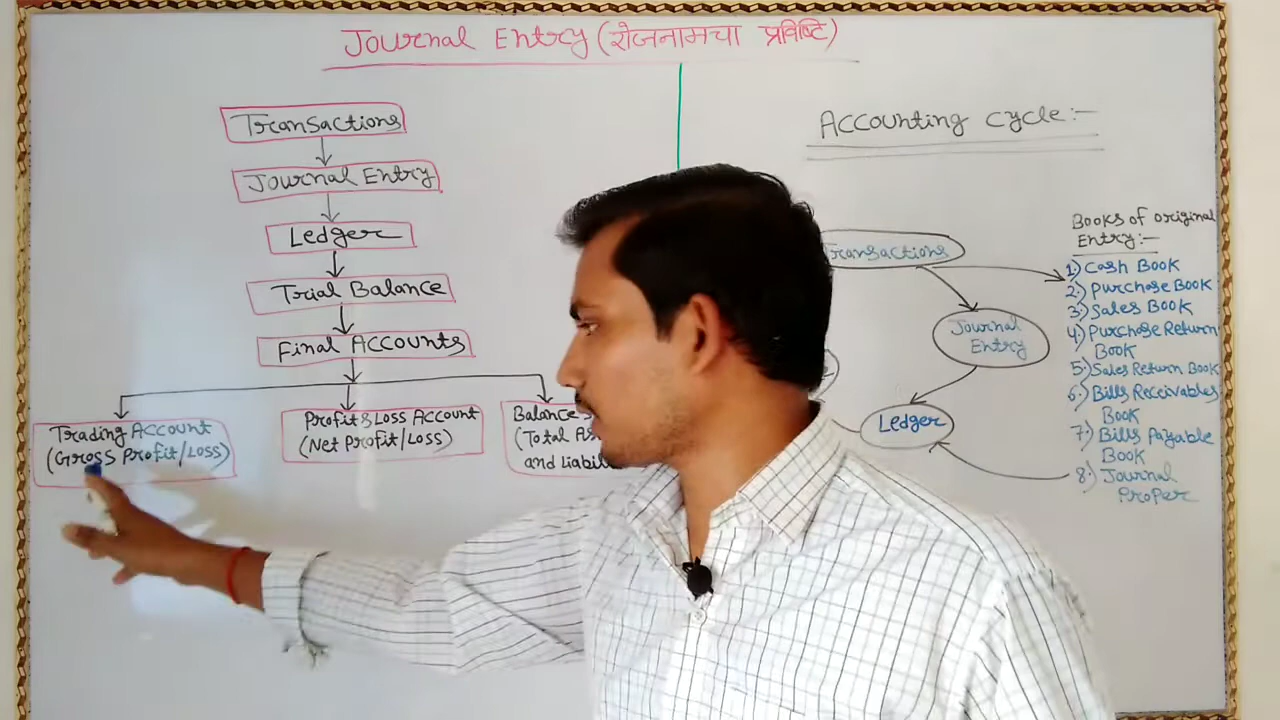 Journal Entry (रोजनामचा प्रविष्टि)
Transactions
Journal Entry
Ledger
Trial Balance
Final Accounts
Trading Account
(Gross Profit/Loss)
Profit & Loss Account
(Net Profit/Loss)
Balance
(Total
and
Accounting cycle:-
Transactions
Journal
Entry
Ledger
Books of original
Entry:-
1.) Cash Book
2.) Purchase Book
3.) Sales Book
4.) Purchase Return
Book
5.) Sales Return Book
6.) Bills Receivables
Book
7.) Bills Payable
Book
8.) Journal
Proper